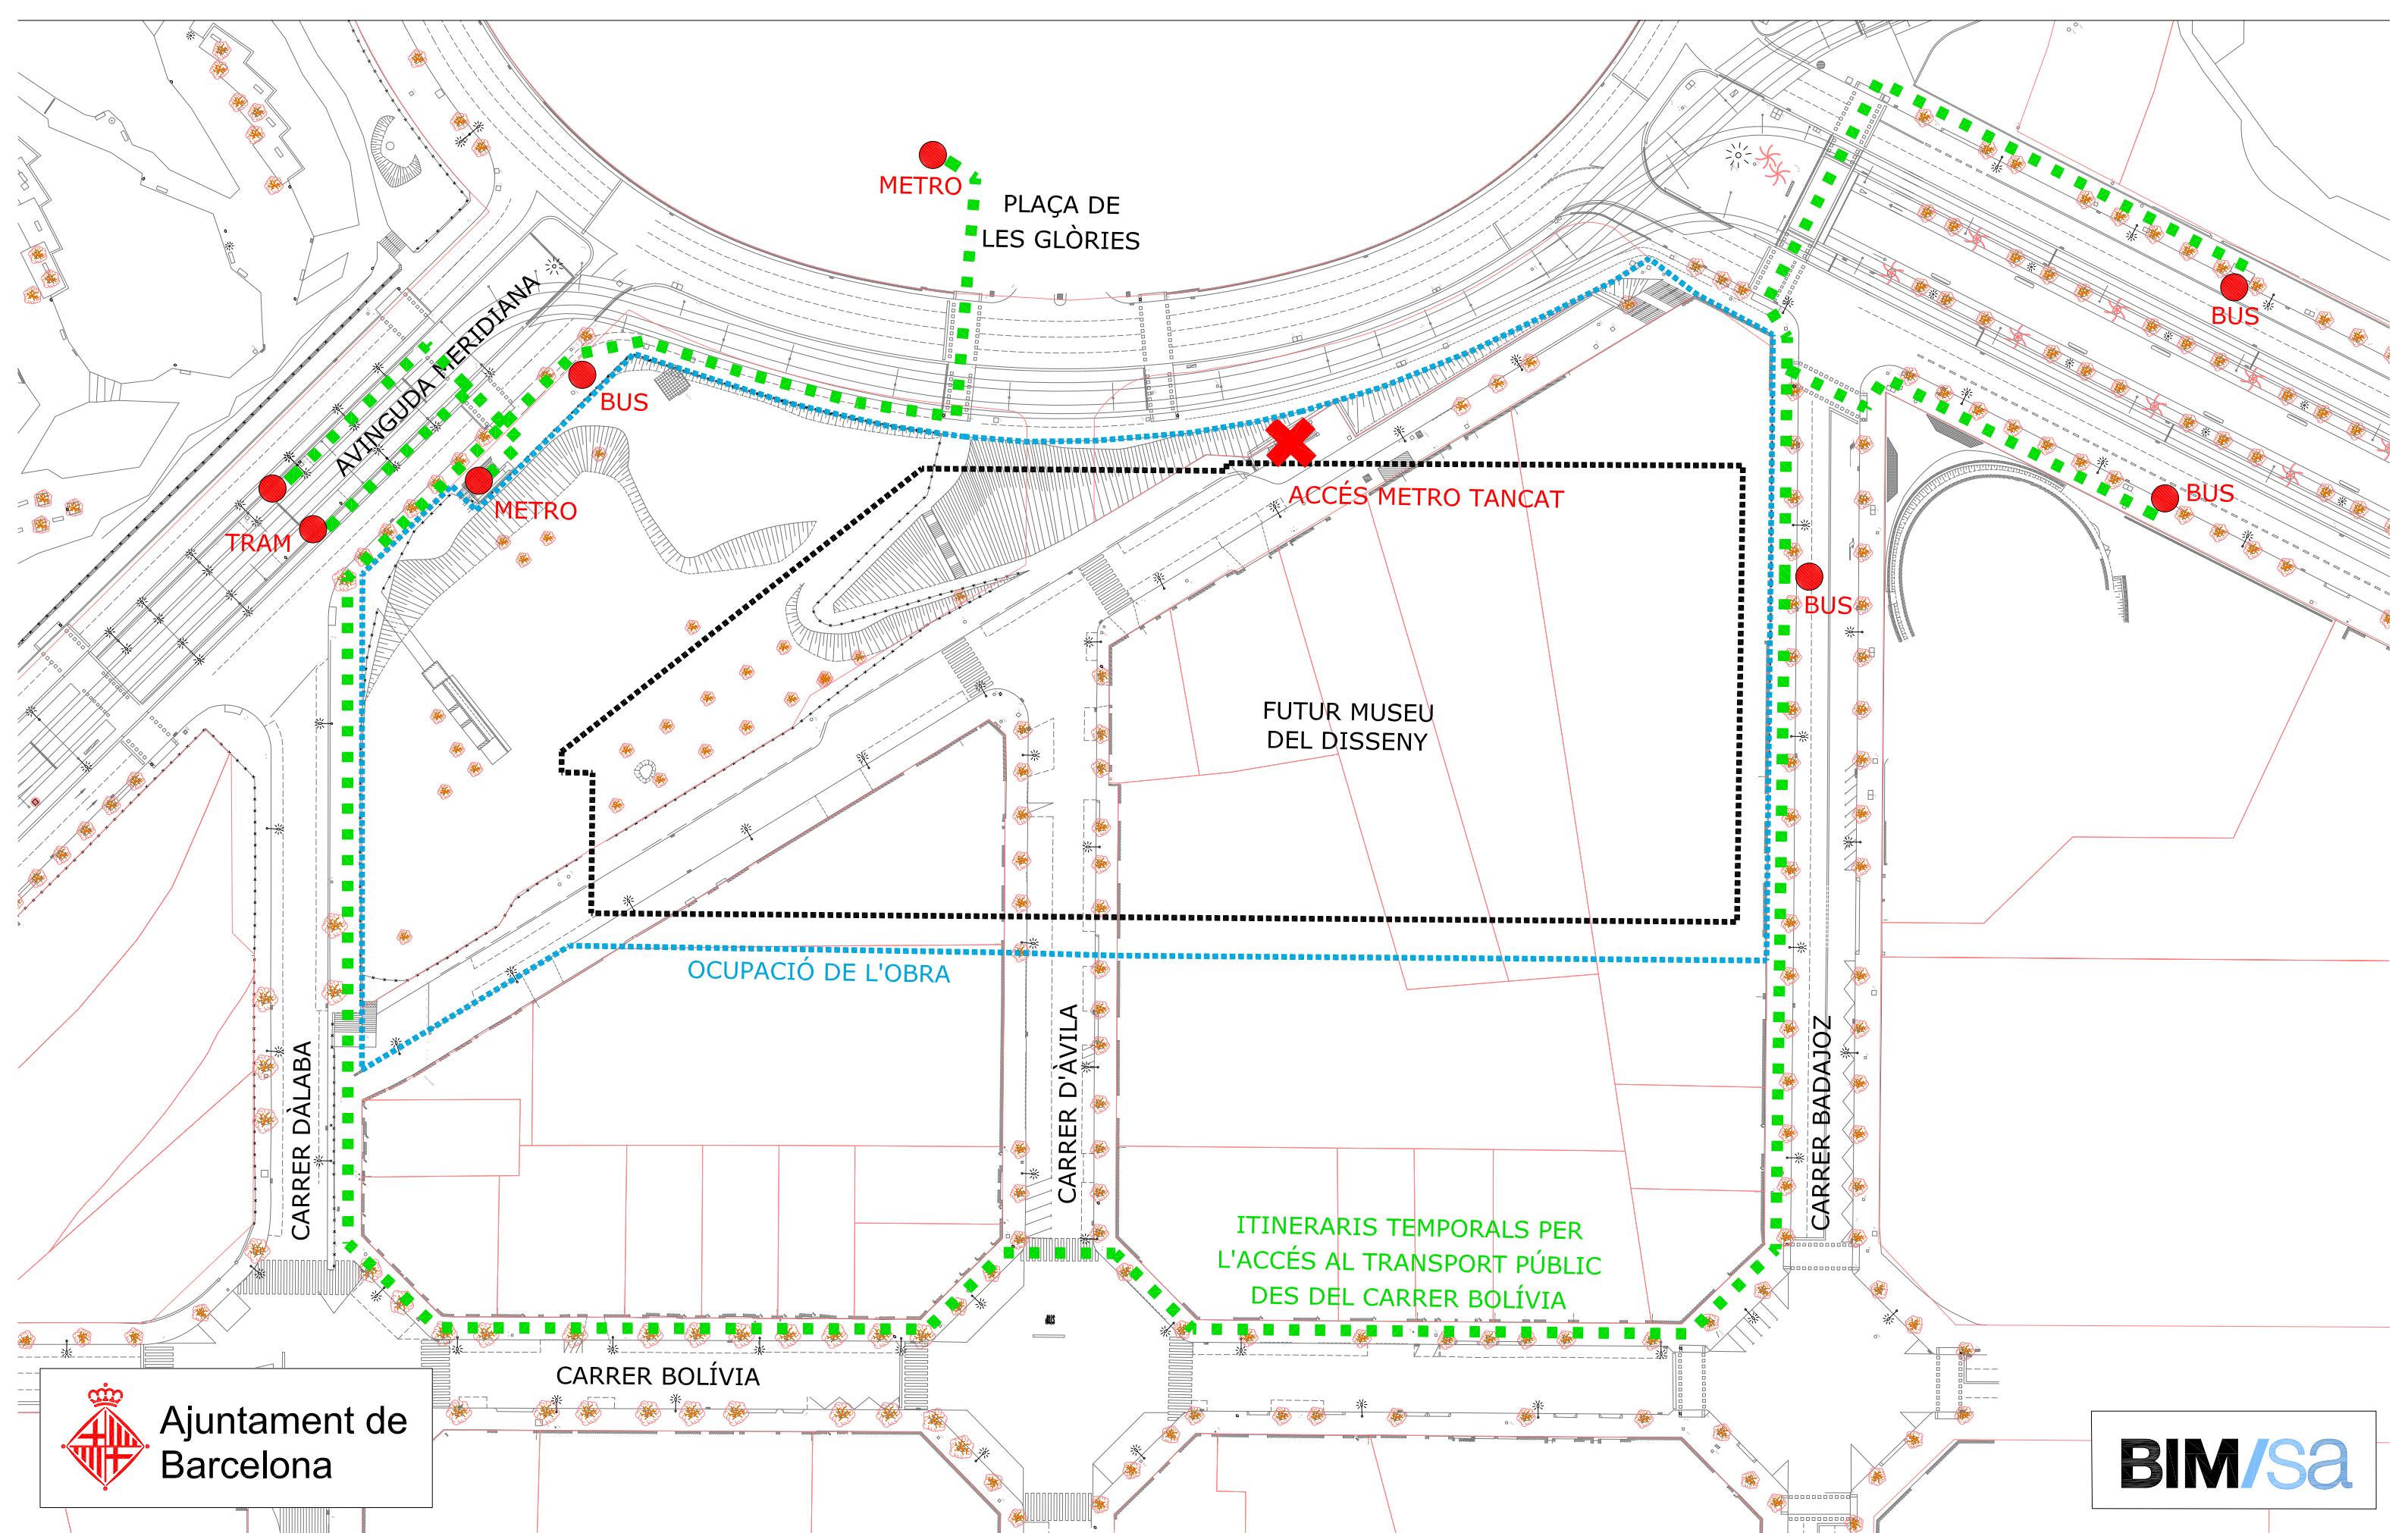 METRO
PLAÇA DE
LES GLÒRIES
AVINGUDA MERIDIANA
BUS
BUS
METRO
TRAM
ACCÉS METRO TANCAT
BUS
BUS
FUTUR MUSEU
DEL DISSENY
OCUPACIÓ DE L'OBRA
CARRER DÀLABA
CARRER D'ÀVILA
CARRER BADAJOZ
ITINERARIS TEMPORALS PER
L'ACCÉS AL TRANSPORT PÚBLIC
DES DEL CARRER BOLÍVIA
CARRER BOLÍVIA
Ajuntament de
Barcelona
BIM/sa